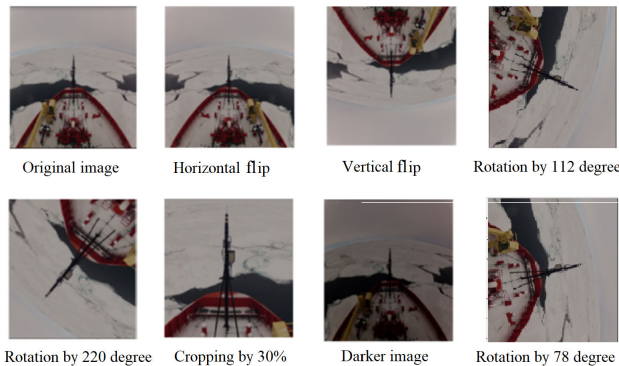 Original image
Horizontal flip
Vertical flip
Rotation by 112 degree
Rotation by 220 degree
Cropping by 30%
Darker image
Rotation by 78 degree